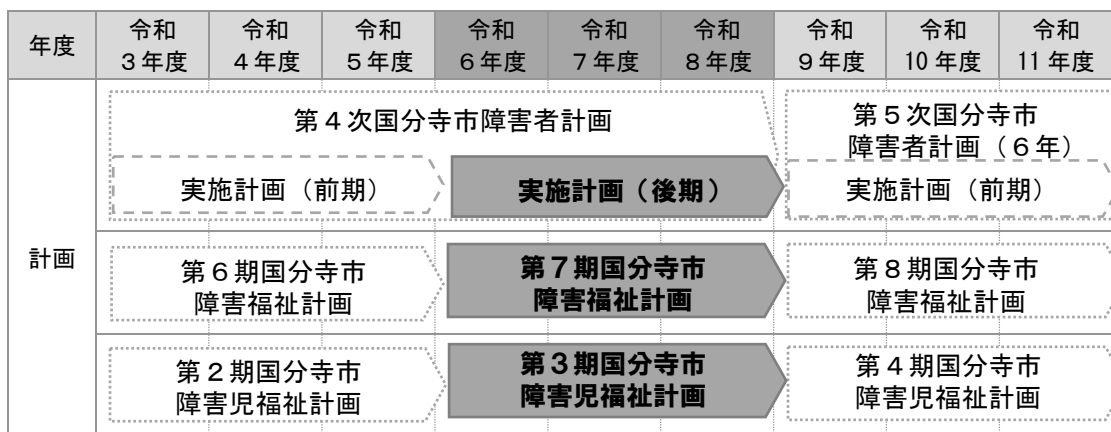 年度
令和
3年度
令和
4年度
令和
5年度
令和
6年度
令和
7年度
令和
8年度
令和
9年度
令和
10年度
令和
11年度
計画
第4次国分寺市障害者計画
第5次国分寺市
障害者計画（6年）
実施計画（前期）
実施計画（後期）
実施計画（前期）
第6期国分寺市
障害福祉計画
第7期国分寺市
障害福祉計画
第8期国分寺市
障害福祉計画
第2期国分寺市
障害児福祉計画
第3期国分寺市
障害児福祉計画
第4期国分寺市
障害児福祉計画